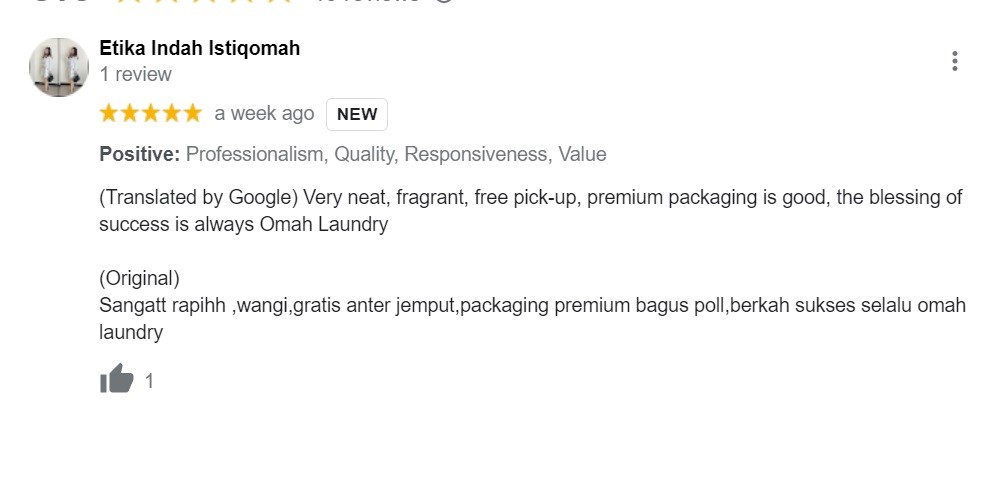 Etika Indah Istiqomah
1 review
a week ago NEW
Positive: Professionalism, Quality, Responsiveness, Value
(Translated by Google) Very neat, fragrant, free pick-up, premium packaging is good, the blessing of
success is always Omah Laundry
(Original)
Sangatt rapihh ,wangi,gratis anter jemput,packaging premium bagus poll,berkah sukses selalu omah
laundry
1